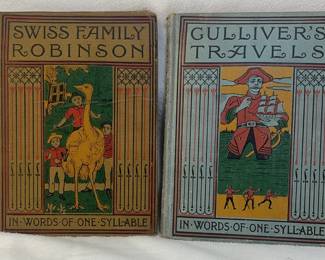 SWISS FAMILY
ROBINSON
IN·WORDS·OF·ONE·SYLLABLE
GULLIVER'S
TRAVELS
IN·WORDS·OF·ONE·SYLLABLE